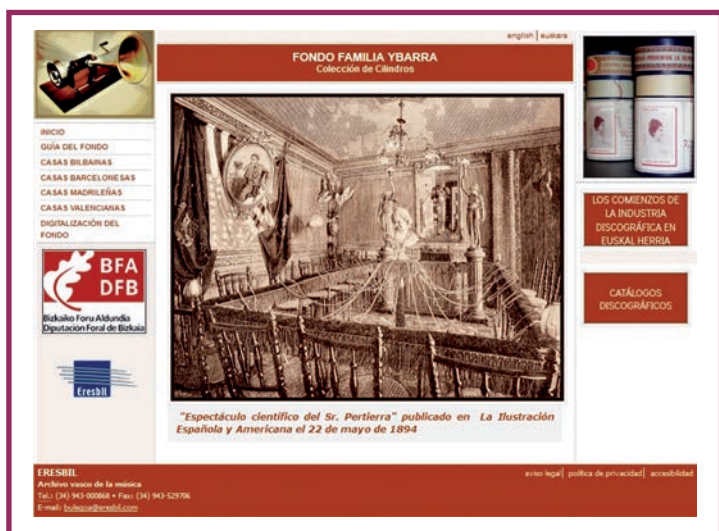 english | euskara
FONDO FAMILIA YBARRA
Colección de Cilindros
INICIO
GUÍA DEL FONDO
CASAS BILBAINAS
CASAS BARCELONESAS
CASAS MADRILEÑAS
CASAS VALENCIANAS
DIGITALIZACIÓN DEL
FONDO
BFA
DFB
Bizkaiko Foru Aldundia
Diputación Foral de Bizkaia
Eresbil
"Espectáculo científico del Sr. Pertierra" publicado en La Ilustración
Española y Americana el 22 de mayo de 1894
LOS COMIENZOS DE
LA INDUSTRIA
DISCOGRÁFICA EN
EUSKAL HERRIA
CATÁLOGOS
DISCOGRÁFICOS
ERESBIL
Archivo vasco de la música
Tel.: (34) 943-000868 • Fax: (34) 943-529706
E-mail: bulegoa@eresbil.com
aviso legal | política de privacidad | accesibilidad